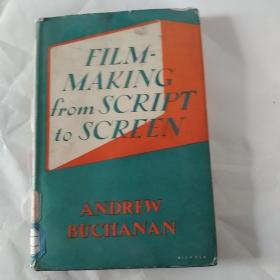 FILM-
MAKING
from SCRIPT
to SCREEN
ANDREW
BUCHANAN